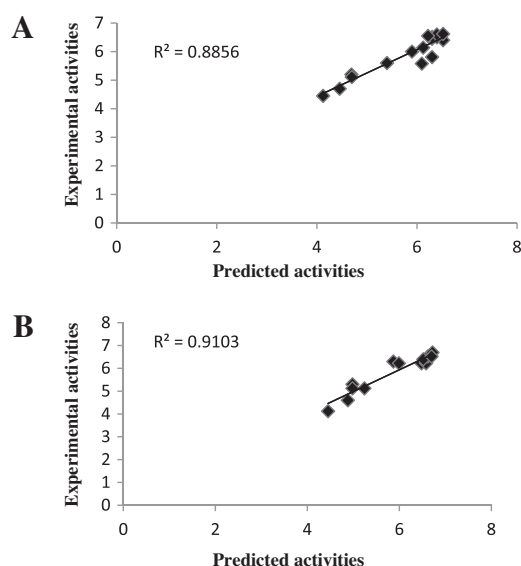 A
R² = 0.8856
Experimental activities
7
6
5
4
3
2
1
0
0 2 4 6 8
Predicted activities
B
R² = 0.9103
Experimental activities
8
7
6
5
4
3
2
1
0
0 2 4 6 8
Predicted activities